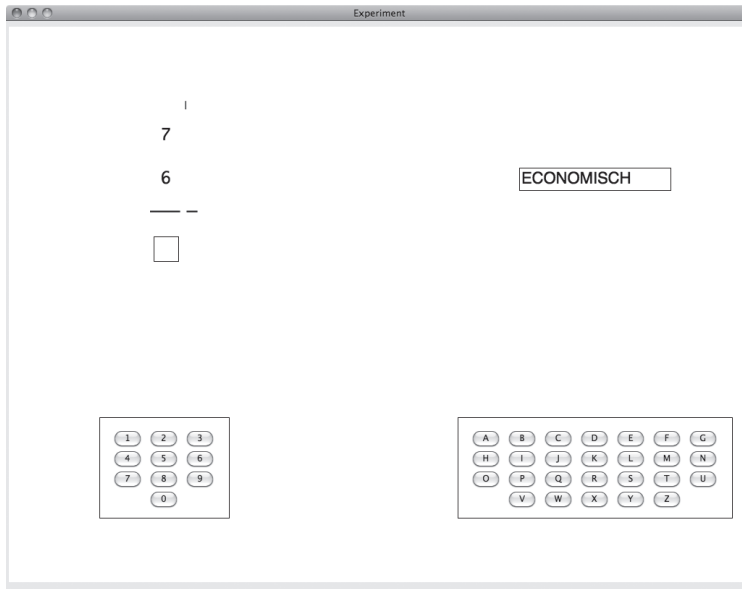 Experiment
|
7
6
—
ECONOMISCH
1 2 3
4 5 6
7 8 9
0
A B C D E F G
H I J K L M N
O P Q R S T U
V W X Y Z